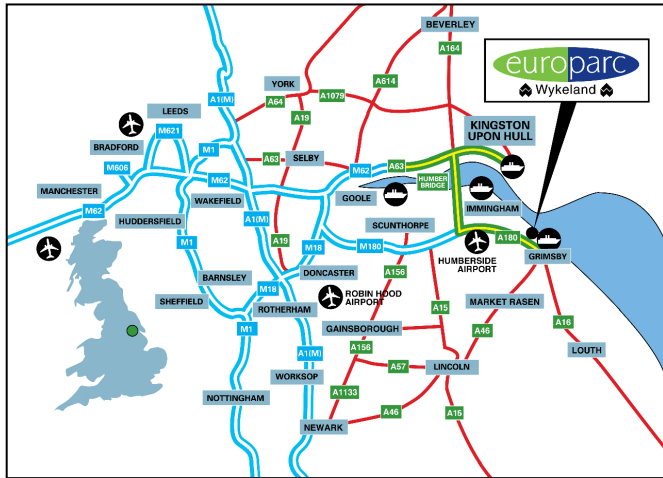 BEVERLEY
A164
europarc
Wykeland
A614
YORK
A1(M)
A64
A1079
LEEDS
A19
M621
BRADFORD
KINGSTON
UPON HULL
M1
A63
SELBY
M62
A63
M606
HUMBER
BRIDGE
MANCHESTER
M62
WAKEFIELD
GOOLE
IMMINGHAM
M62
HUDDERSFIELD
A1(M)
SCUNTHORPE
A180
M1
A19
M18
M180
HUMBERSIDE
AIRPORT
GRIMSBY
BARNSLEY
DONCASTER
A156
M18
ROBIN HOOD
AIRPORT
SHEFFIELD
ROTHERHAM
A15
MARKET RASEN
M1
GAINSBOROUGH
A46
A16
A1(M)
A156
LOUTH
A57
LINCOLN
WORKSOP
A1133
NOTTINGHAM
A46
A15
NEWARK